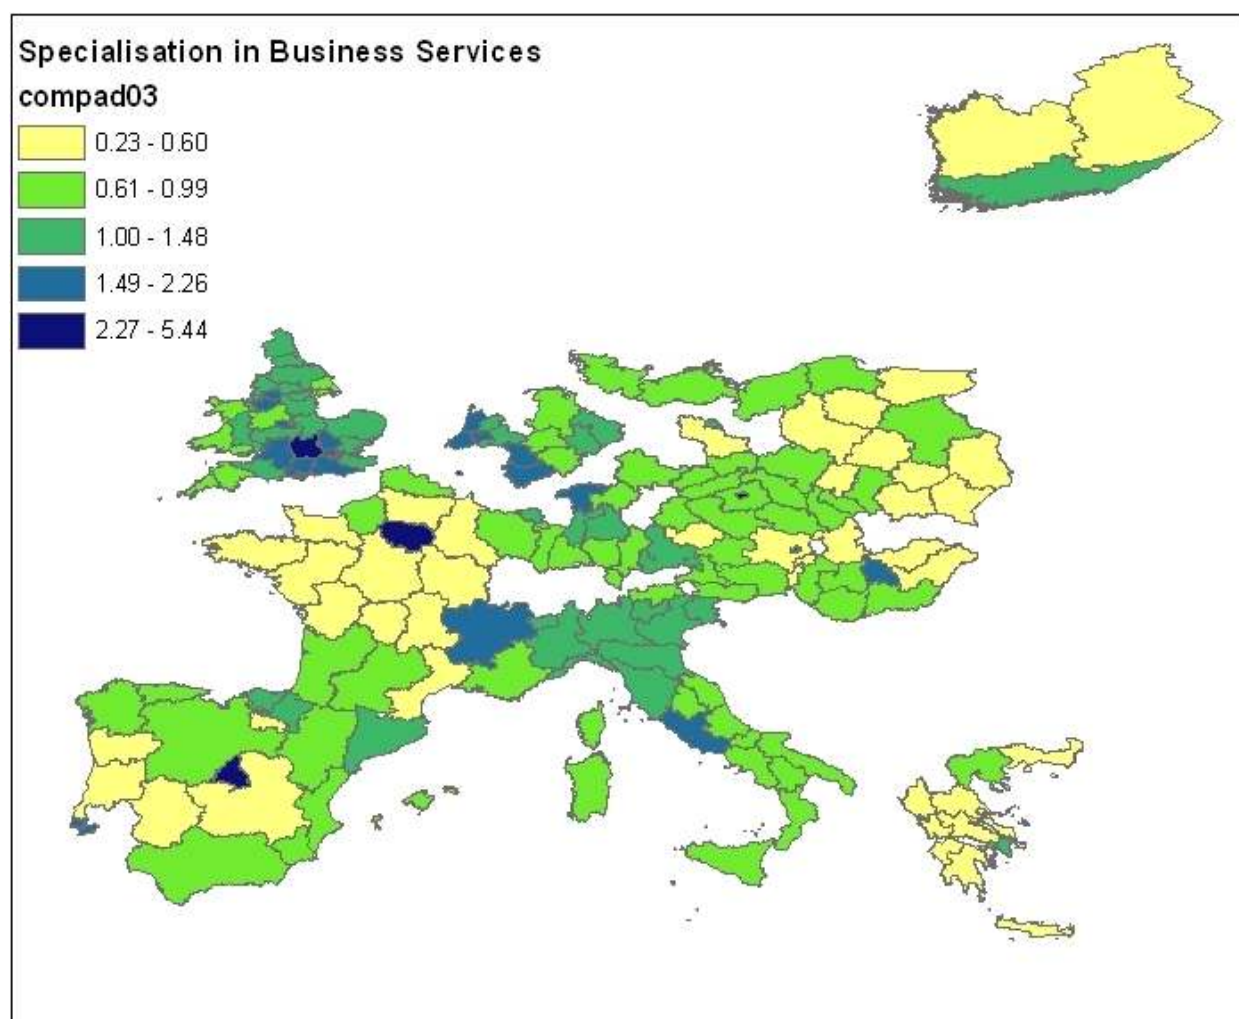 Specialisation in Business Services
compad03
0.23 - 0.60
0.61 - 0.99
1.00 - 1.48
1.49 - 2.26
2.27 - 5.44